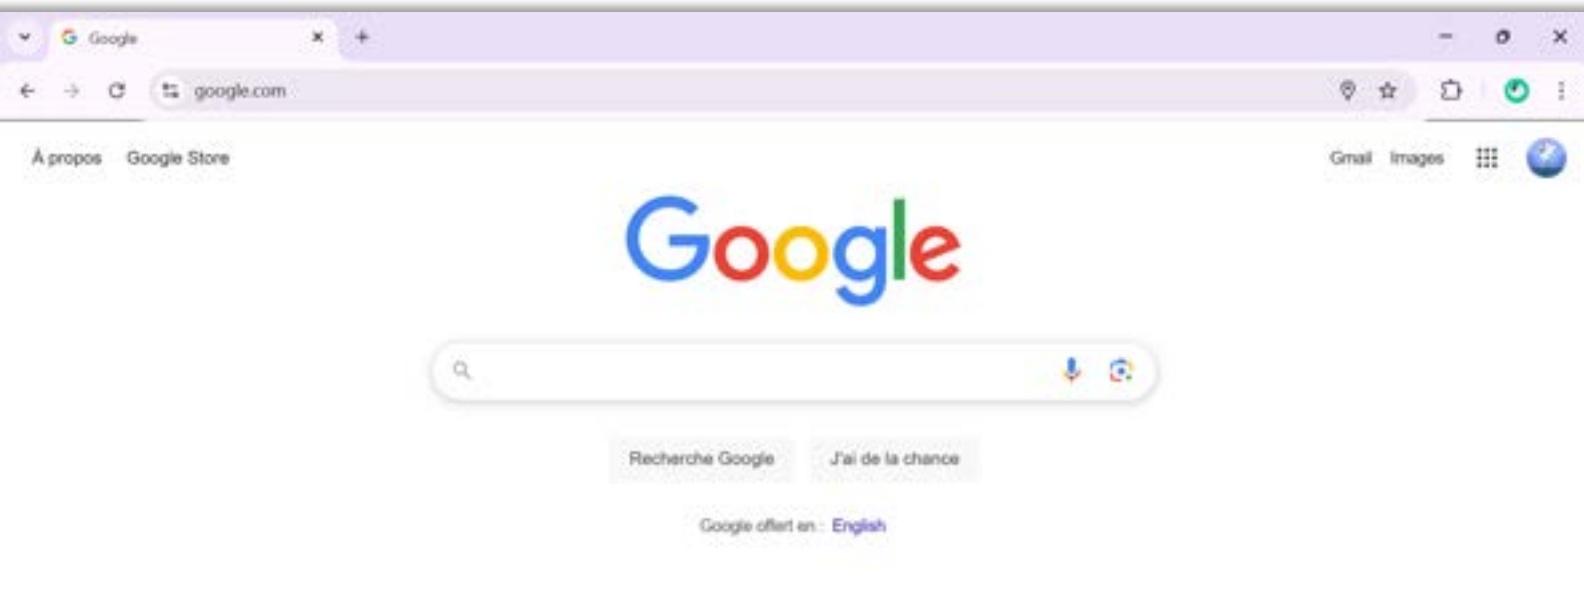 Google
google.com
À propos Google Store Gmail Images
Google
Recherche Google J'ai de la chance
Google offert en : English